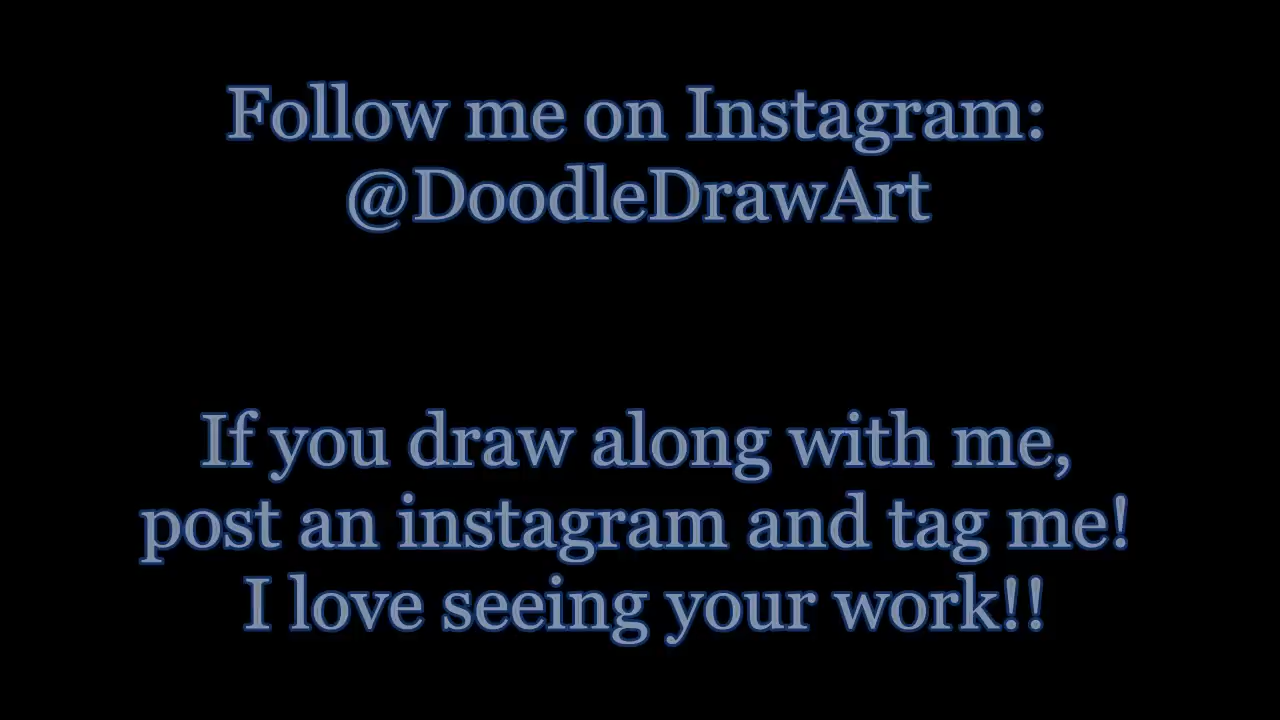 Follow me on Instagram:
@DoodleDrawArt
If you draw along with me,
post an instagram and tag me!
I love seeing your work!!